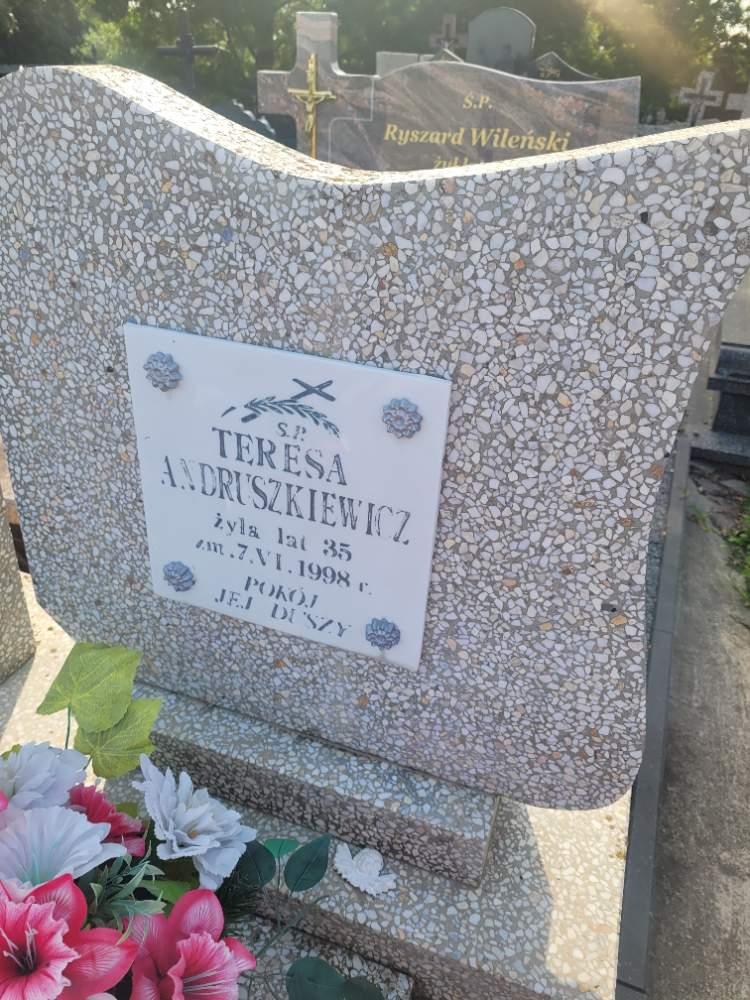 Ś.P.
Ryszard Wileński
S.P.
TERESA
ANDRUSZKIEWICZ
żyła lat 35
zm. 7.VI.1998 r.
POKÓJ
JEJ DUSZY